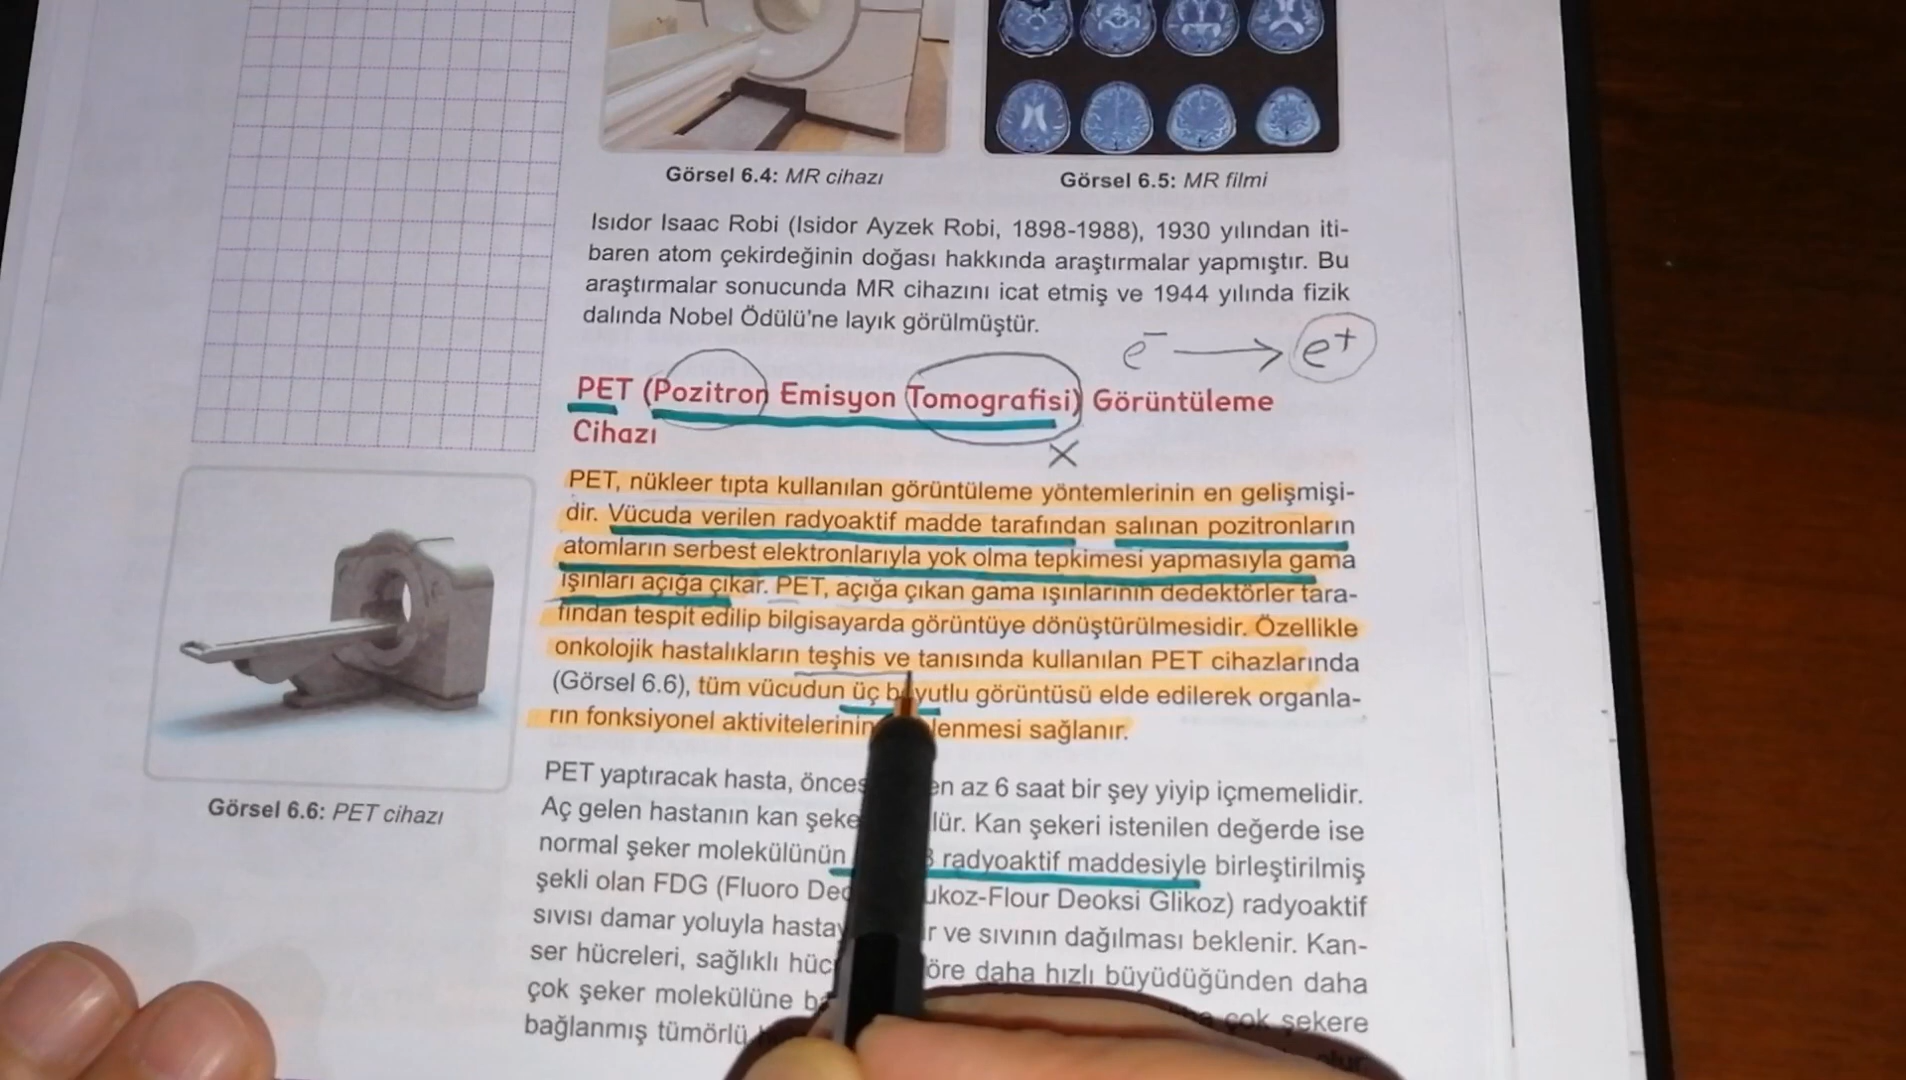 Görsel 6.4: MR cihazı
Görsel 6.5: MR filmi
Isıdor Isaac Robi (Isidor Ayzek Robi, 1898-1988), 1930 yılından iti-
baren atom çekirdeğinin doğası hakkında araştırmalar yapmıştır. Bu
araştırmalar sonucunda MR cihazını icat etmiş ve 1944 yılında fizik
dalında Nobel Ödülü'ne layık görülmüştür.
e⁻ → e⁺
PET (Pozitron Emisyon Tomografisi) Görüntüleme
Cihazı
X
PET, nükleer tıpta kullanılan görüntüleme yöntemlerinin en gelişmişi-
dir. Vücuda verilen radyoaktif madde tarafından salınan pozitronların
atomların serbest elektronlarıyla yok olma tepkimesi yapmasıyla gama
ışınları açığa çıkar. PET, açığa çıkan gama ışınlarının dedektörler tara-
fından tespit edilip bilgisayarda görüntüye dönüştürülmesidir. Özellikle
onkolojik hastalıkların teşhis ve tanısında kullanılan PET cihazlarında
(Görsel 6.6), tüm vücudun üç boyutlu görüntüsü elde edilerek organla-
rın fonksiyonel aktivitelerinin lenmesi sağlanır.
Görsel 6.6: PET cihazı
PET yaptıracak hasta, önces en az 6 saat bir şey yiyip içmemelidir.
Aç gelen hastanın kan şeke lür. Kan şekeri istenilen değerde ise
normal şeker molekülünün radyoaktif maddesiyle birleştirilmiş
şekli olan FDG (Fluoro Deo ukoz-Flour Deoksi Glikoz) radyoaktif
sıvısı damar yoluyla hastay r ve sıvının dağılması beklenir. Kan-
ser hücreleri, sağlıklı hüc öre daha hızlı büyüdüğünden daha
çok şeker molekülüne ba çok şekere
bağlanmış tümörlü olur.